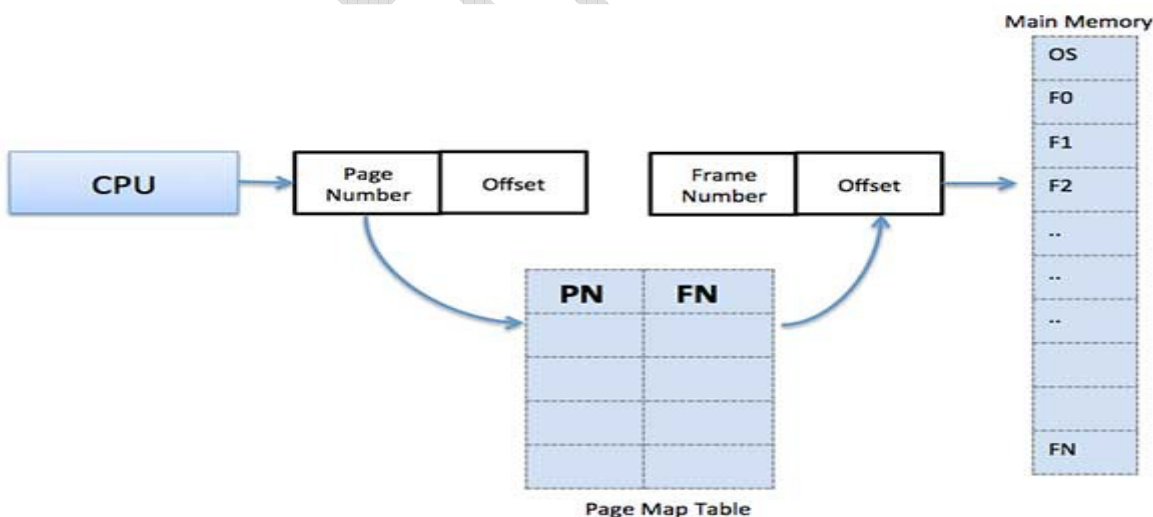 Main Memory
OS
F0
F1
F2
..
..
..
FN
CPU
Page
Number
Offset
Frame
Number
Offset
PN
FN
Page Map Table